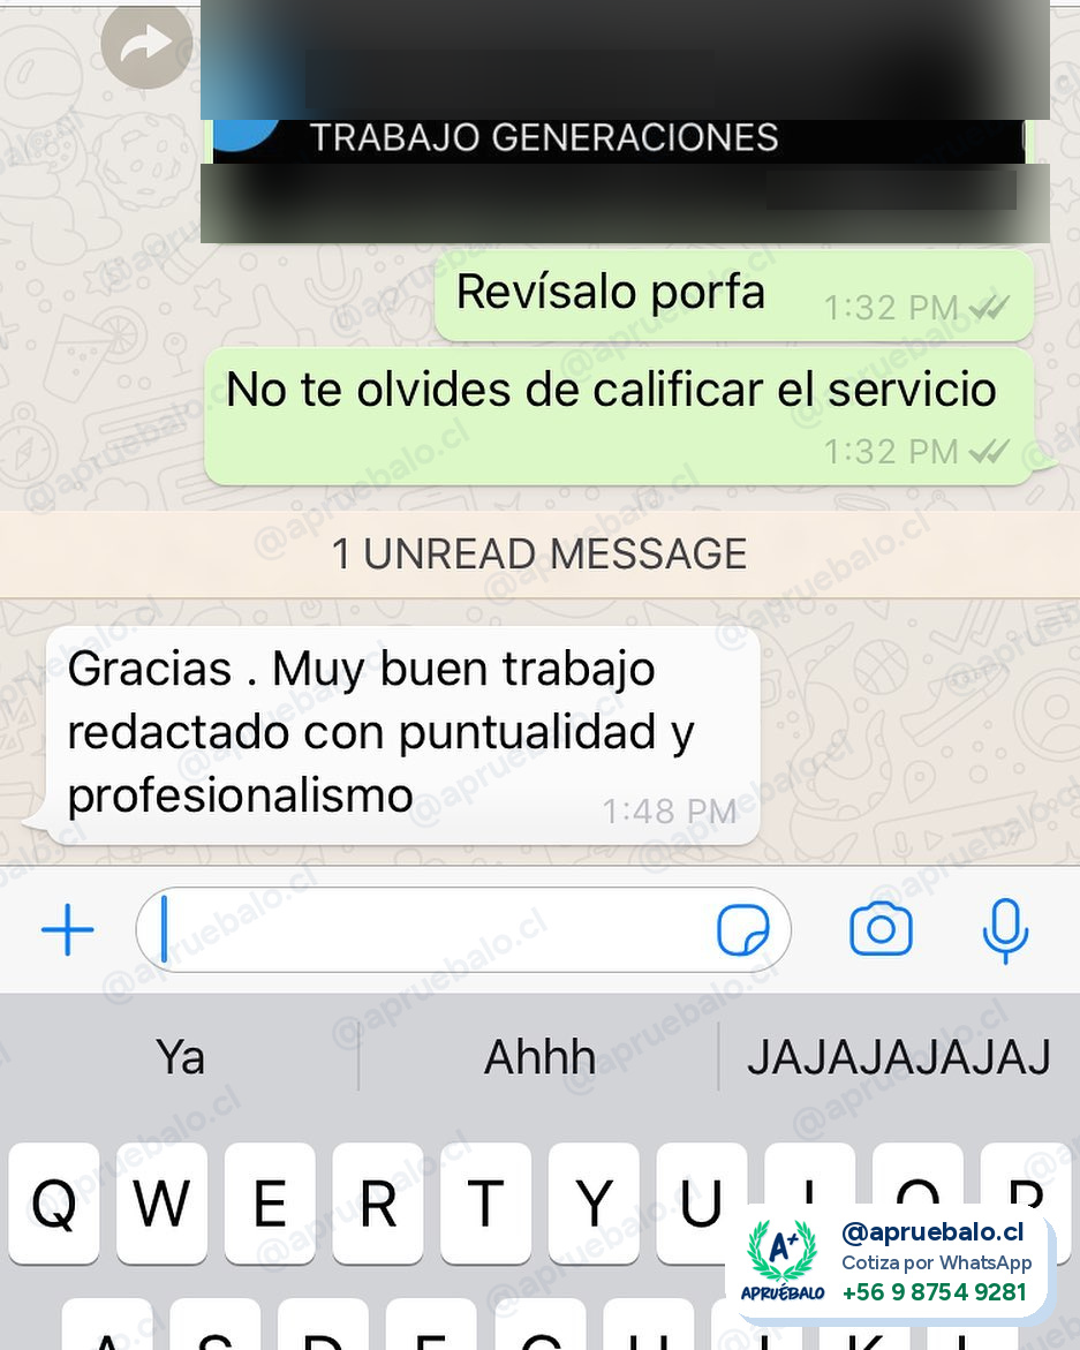 TRABAJO GENERACIONES
Revísalo porfa 1:32 PM
No te olvides de calificar el servicio
1:32 PM
1 UNREAD MESSAGE
Gracias . Muy buen trabajo
redactado con puntualidad y
profesionalismo 1:48 PM
Ya Ahhh JAJAJAJAJAJ
Q W E R T Y U I O P
A S D F G H J K L
@apruebalo.cl
Cotiza por WhatsApp
+56 9 8754 9281
A+
APRUÉBALO
@apruebalo.cl